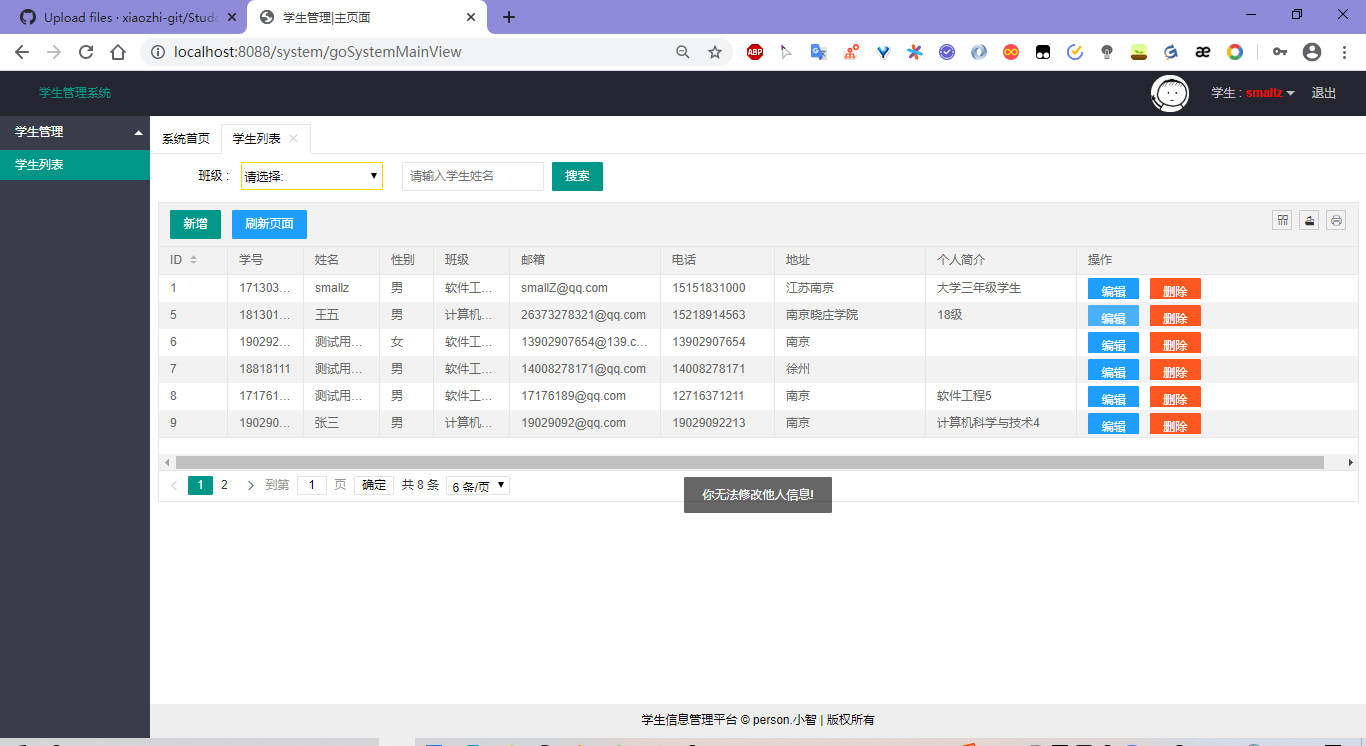 Upload files · xiaozhi-git/Stude
学生管理|主页面
localhost:8088/system/goSystemMainView
ABP
学生管理系统
学生 : smallz
退出
学生管理
学生列表
系统首页 学生列表
班级 : 请选择: 请输入学生姓名 搜索
新增 刷新页面
ID 学号 姓名 性别 班级 邮箱 电话 地址 个人简介 操作
1 171303... smallz 男 软件工... smallZ@qq.com 15151831000 江苏南京 大学三年级学生 编辑 删除
5 181301... 王五 男 计算机... 26373278321@qq.com 15218914563 南京晓庄学院 18级 编辑 删除
6 190292... 测试用... 女 软件工... 13902907654@139.c... 13902907654 南京 编辑 删除
7 18818111 测试用... 男 软件工... 14008278171@qq.com 14008278171 徐州 编辑 删除
8 171761... 测试用... 男 软件工... 17176189@qq.com 12716371211 南京 软件工程5 编辑 删除
9 190290... 张三 男 计算机... 19029092@qq.com 19029092213 南京 计算机科学与技术4 编辑 删除
1 2 到第 1 页 确定 共 8 条 6 条/页
你无法修改他人信息!
学生信息管理平台 © person.小智 | 版权所有